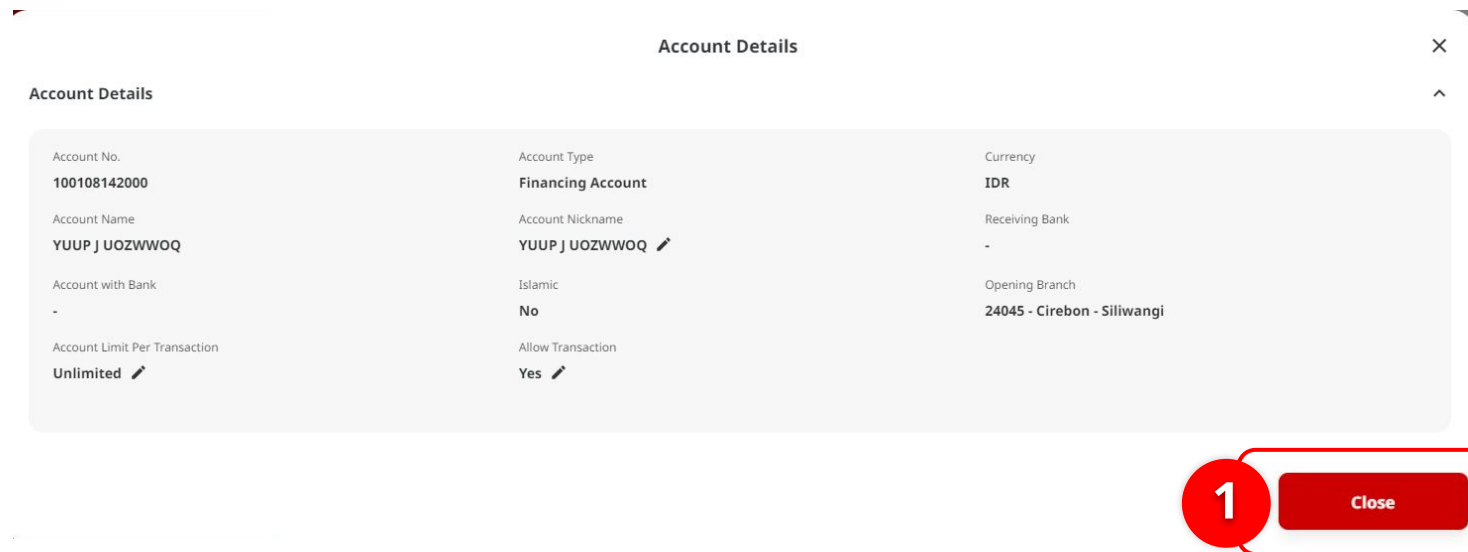 Account Details
Account Details
Account No.
Account Type
Currency
100108142000
Financing Account
IDR
Account Name
Account Nickname
Receiving Bank
YUUP J UOZWWOQ
YUUP J UOZWWOQ
-
Account with Bank
Islamic
Opening Branch
-
No
24045 - Cirebon - Siliwangi
Account Limit Per Transaction
Allow Transaction
Unlimited
Yes
1
Close